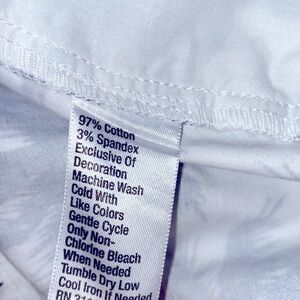 97% Cotton
3% Spandex
Exclusive Of
Decoration
Machine Wash
Cold With
Like Colors
Gentle Cycle
Only Non-
Chlorine Bleach
When Needed
Tumble Dry Low
Cool Iron If Needed
RN